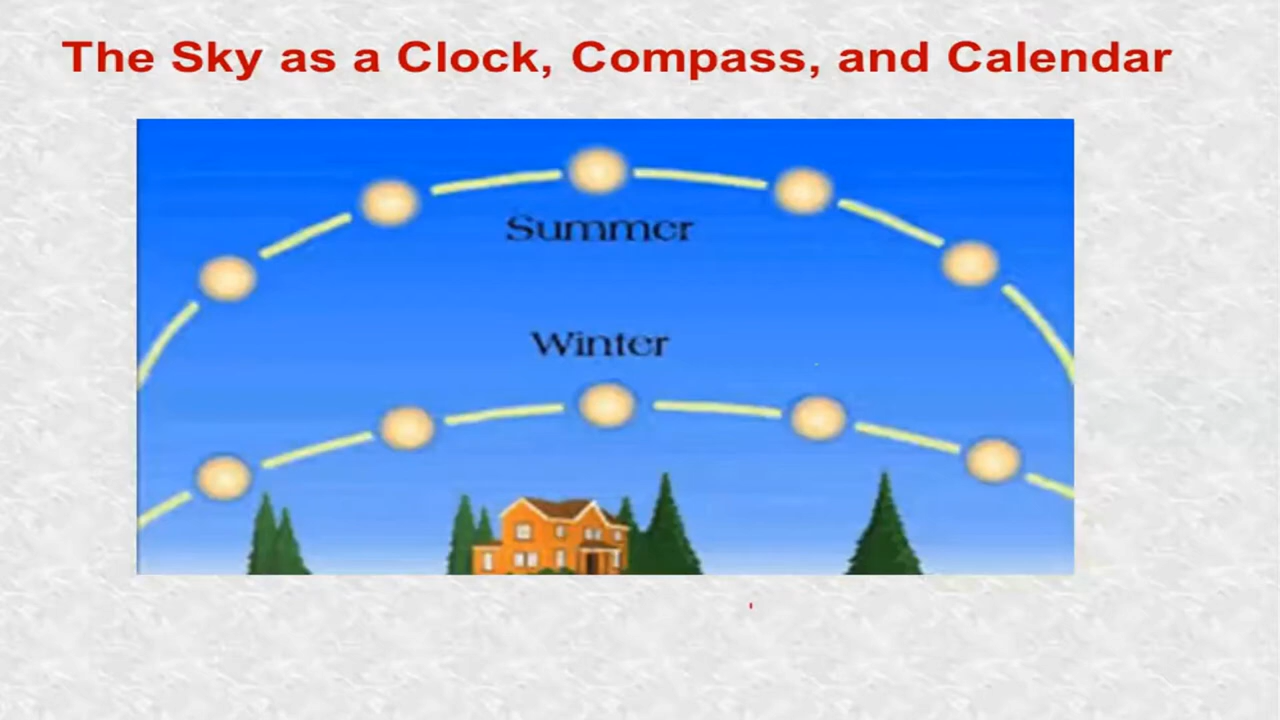 The Sky as a Clock, Compass, and Calendar
Summer
Winter